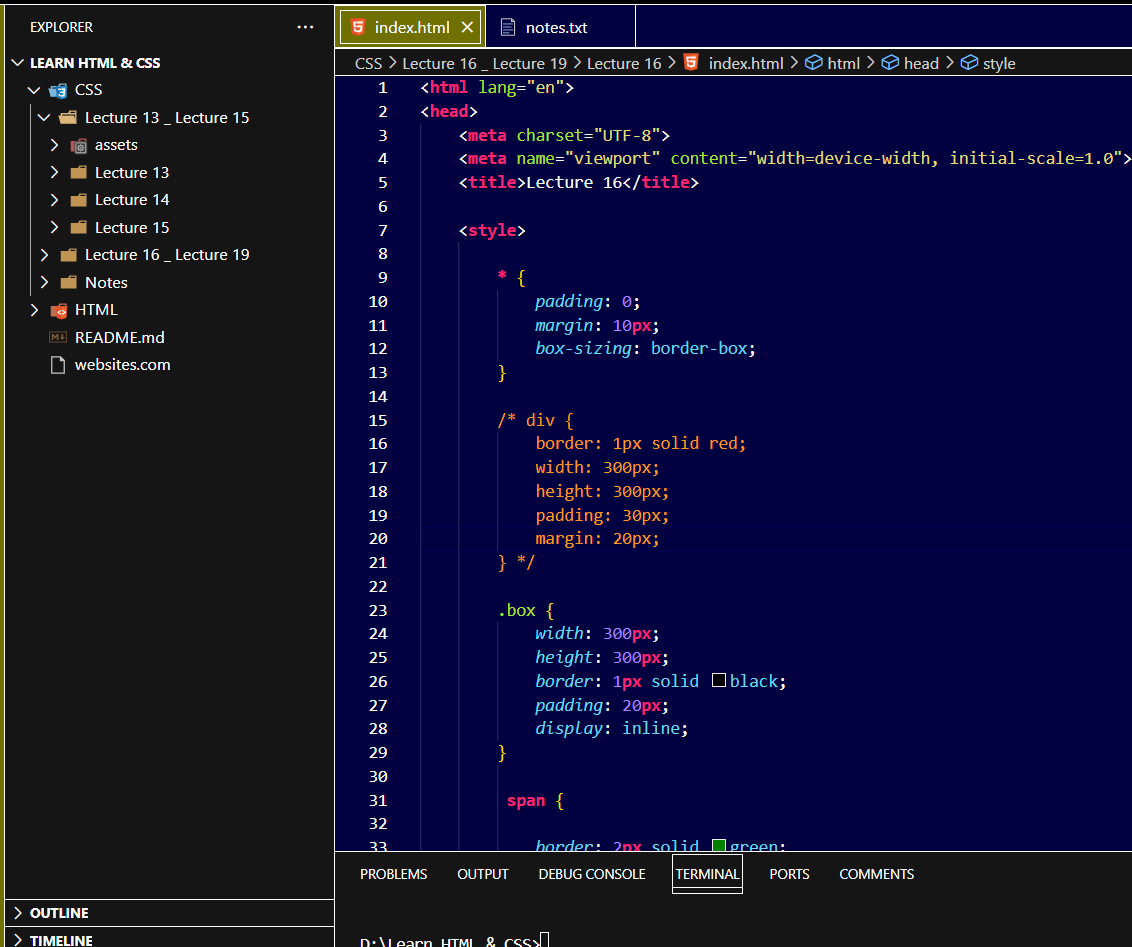 EXPLORER ...
LEARN HTML & CSS
CSS
Lecture 13 _ Lecture 15
assets
Lecture 13
Lecture 14
Lecture 15
Lecture 16 _ Lecture 19
Notes
HTML
README.md
websites.com
OUTLINE
TIMELINE
index.html notes.txt
CSS > Lecture 16 _ Lecture 19 > Lecture 16 > index.html > html > head > style
1 <html lang="en">
2 <head>
3 <meta charset="UTF-8">
4 <meta name="viewport" content="width=device-width, initial-scale=1.0">
5 <title>Lecture 16</title>
6
7 <style>
8
9 * {
10 padding: 0;
11 margin: 10px;
12 box-sizing: border-box;
13 }
14
15 /* div {
16 border: 1px solid red;
17 width: 300px;
18 height: 300px;
19 padding: 30px;
20 margin: 20px;
21 } */
22
23 .box {
24 width: 300px;
25 height: 300px;
26 border: 1px solid black;
27 padding: 20px;
28 display: inline;
29 }
30
31 span {
32
33 border: 2px solid green;
PROBLEMS OUTPUT DEBUG CONSOLE TERMINAL PORTS COMMENTS
D:\Learn HTML & CSS>